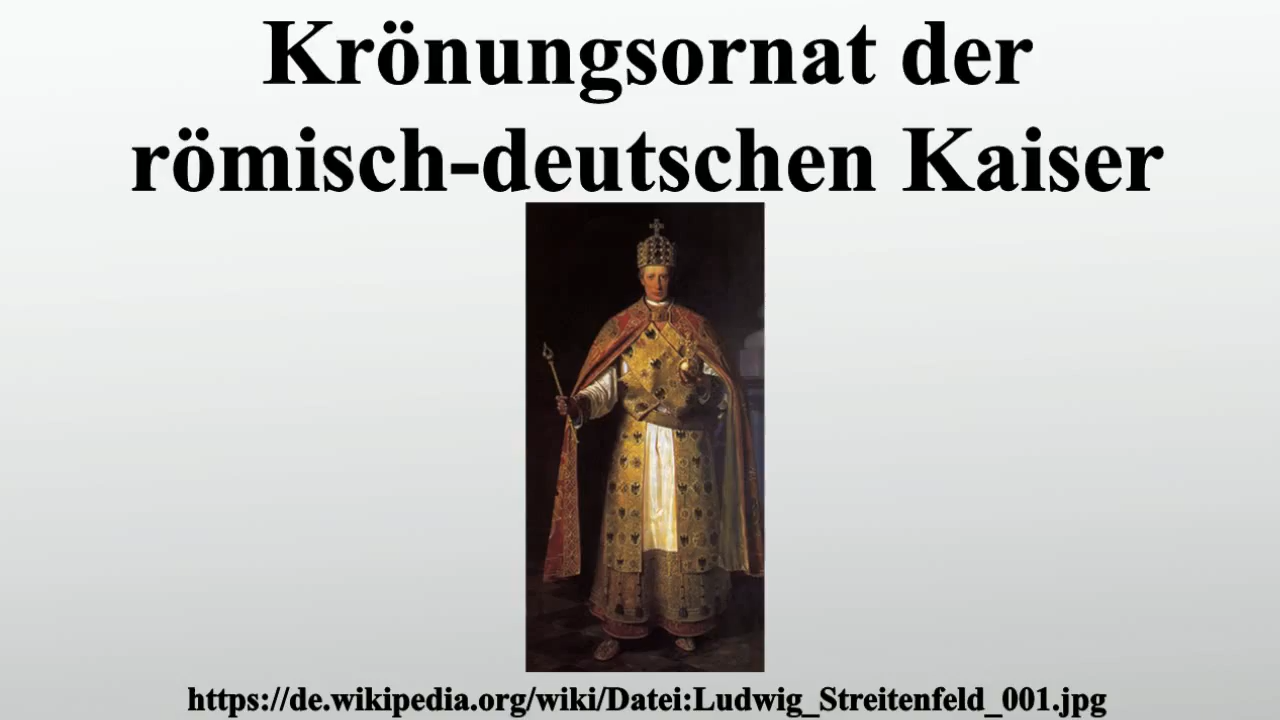 Krönungsornat der
römisch-deutschen Kaiser
https://de.wikipedia.org/wiki/Datei:Ludwig_Streitenfeld_001.jpg